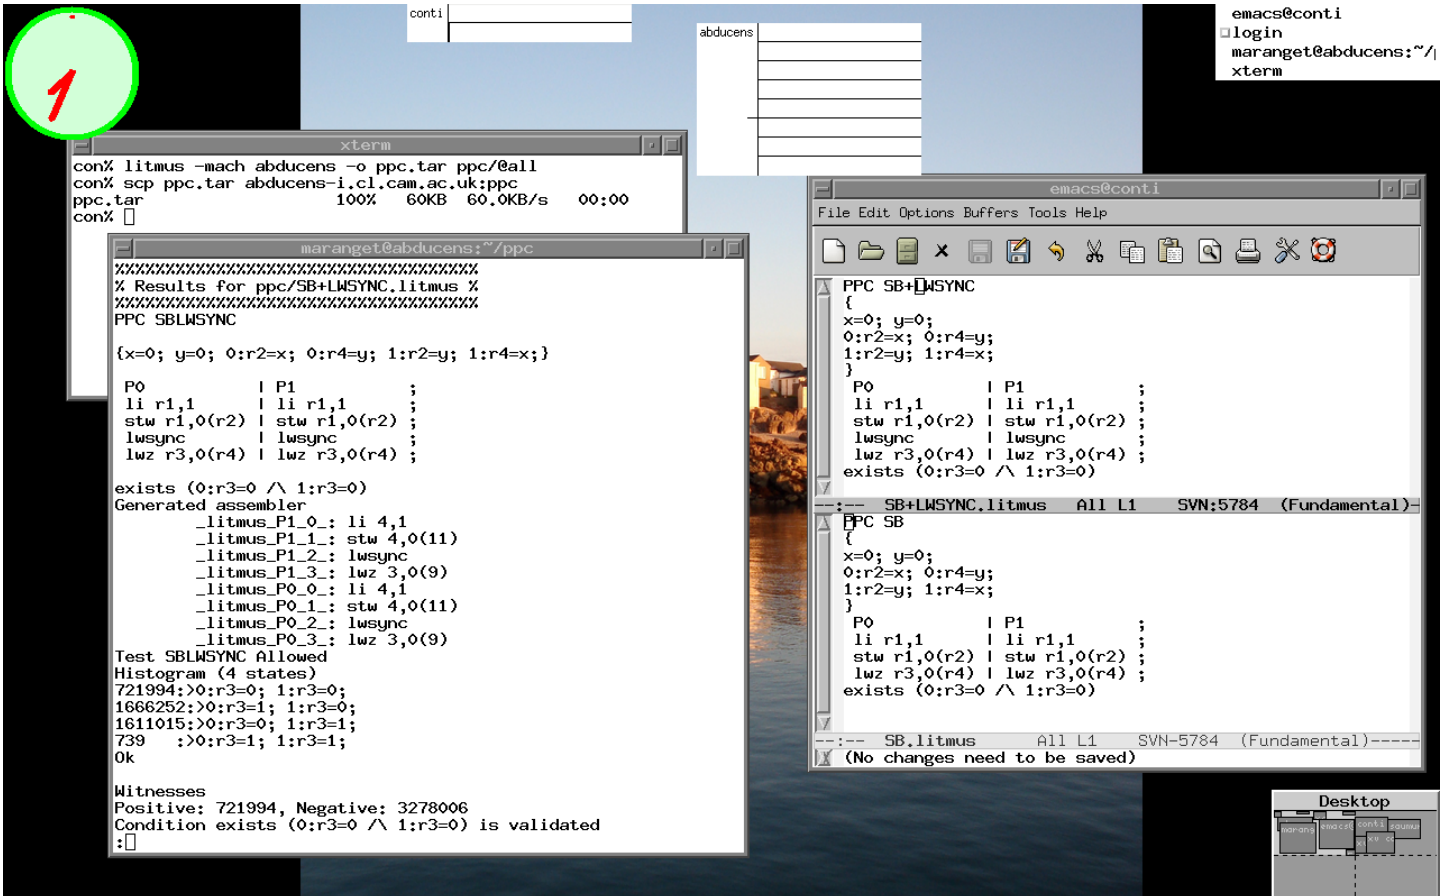 conti
abducens
emacs@conti
login
maranget@abducens:~/
xterm
xterm
con% litmus -mach abducens -o ppc.tar ppc/@all
con% scp ppc.tar abducens-i.cl.cam.ac.uk:ppc
ppc.tar 100% 60KB 60.0KB/s 00:00
con%
maranget@abducens:~/ppc
%%%%%%%%%%%%%%%%%%%%%%%%%%%%%%%%%%%%
% Results for ppc/SB+LWSYNC.litmus %
%%%%%%%%%%%%%%%%%%%%%%%%%%%%%%%%%%%%
PPC SBLWSYNC
{x=0; y=0; 0:r2=x; 0:r4=y; 1:r2=y; 1:r4=x;}
P0 | P1 ;
li r1,1 | li r1,1 ;
stw r1,0(r2) | stw r1,0(r2) ;
lwsync | lwsync ;
lwz r3,0(r4) | lwz r3,0(r4) ;
exists (0:r3=0 /\ 1:r3=0)
Generated assembler
_litmus_P1_0_: li 4,1
_litmus_P1_1_: stw 4,0(11)
_litmus_P1_2_: lwsync
_litmus_P1_3_: lwz 3,0(9)
_litmus_P0_0_: li 4,1
_litmus_P0_1_: stw 4,0(11)
_litmus_P0_2_: lwsync
_litmus_P0_3_: lwz 3,0(9)
Test SBLWSYNC Allowed
Histogram (4 states)
721994:>0:r3=0; 1:r3=0;
1666252:>0:r3=1; 1:r3=0;
1611015:>0:r3=0; 1:r3=1;
739 :>0:r3=1; 1:r3=1;
Ok
Witnesses
Positive: 721994, Negative: 3278006
Condition exists (0:r3=0 /\ 1:r3=0) is validated
:
emacs@conti
File Edit Options Buffers Tools Help
PPC SB+LWSYNC
{
x=0; y=0;
0:r2=x; 0:r4=y;
1:r2=y; 1:r4=x;
}
P0 | P1 ;
li r1,1 | li r1,1 ;
stw r1,0(r2) | stw r1,0(r2) ;
lwsync | lwsync ;
lwz r3,0(r4) | lwz r3,0(r4) ;
exists (0:r3=0 /\ 1:r3=0)
--:-- SB+LWSYNC.litmus All L1 SVN:5784 (Fundamental)-
PPC SB
{
x=0; y=0;
0:r2=x; 0:r4=y;
1:r2=y; 1:r4=x;
}
P0 | P1 ;
li r1,1 | li r1,1 ;
stw r1,0(r2) | stw r1,0(r2) ;
lwz r3,0(r4) | lwz r3,0(r4) ;
exists (0:r3=0 /\ 1:r3=0)
--:-- SB.litmus All L1 SVN-5784 (Fundamental)-----
(No changes need to be saved)
Desktop
marang emacs@ conti saumur
xv